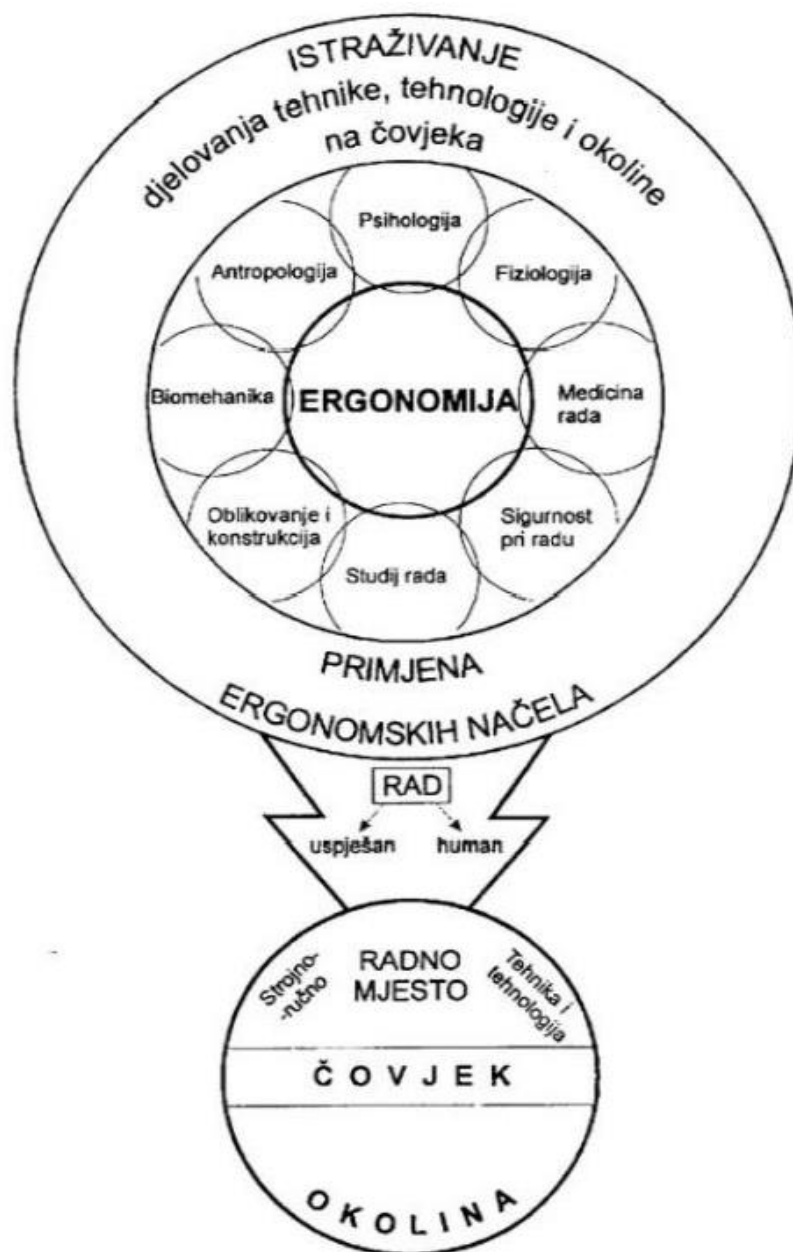 ISTRAŽIVANJE
djelovanja tehnike, tehnologije i okoline
na čovjeka
Psihologija
Antropologija
Fiziologija
Biomehanika
ERGONOMIJA
Medicina
rada
Oblikovanje i
konstrukcija
Sigurnost
pri radu
Studij rada
PRIMJENA
ERGONOMSKIH NAČELA
RAD
uspješan
human
Strojno-
-ručno
RADNO
MJESTO
Tehnika i
tehnologija
ČOVJEK
OKOLINA